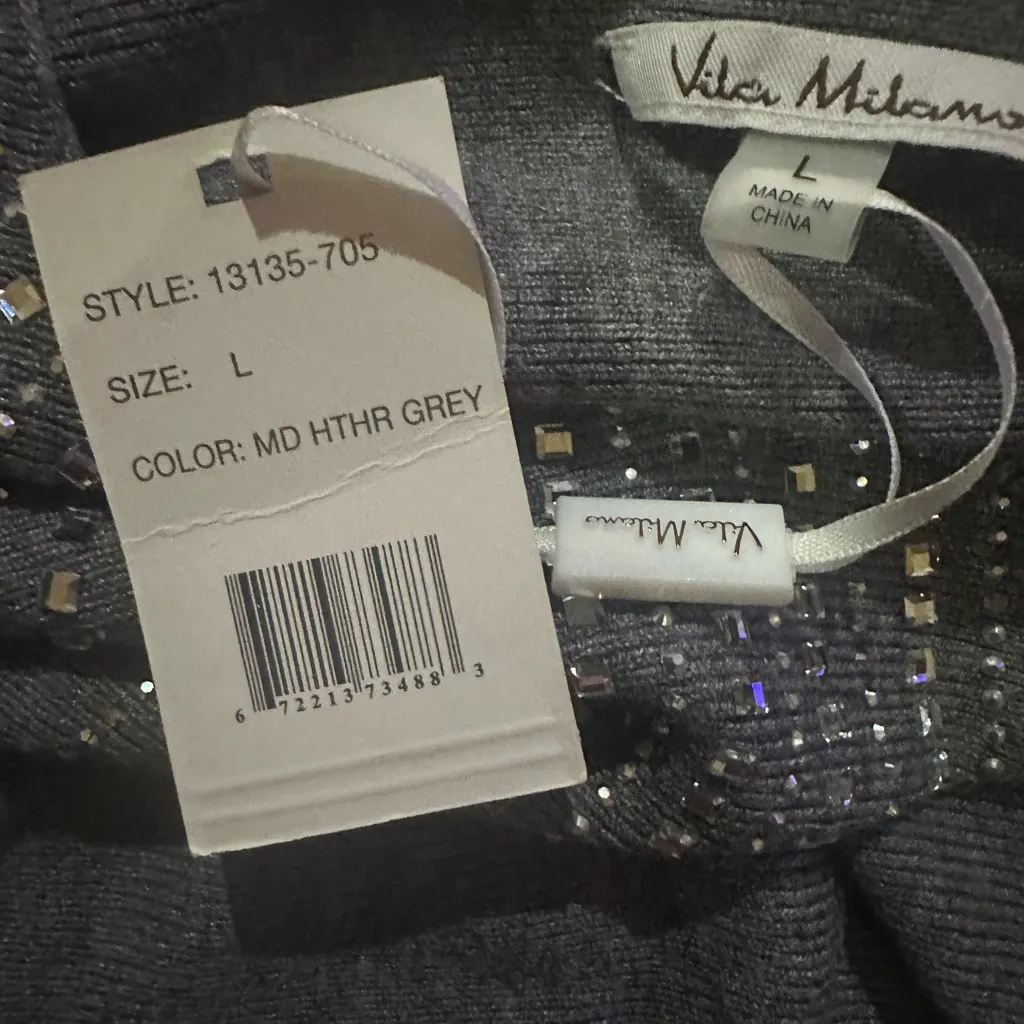 Vita Milano
L
MADE IN
CHINA
STYLE: 13135-705
SIZE: L
COLOR: MD HTHR GREY
Vita Milano
6 72213 73488 3